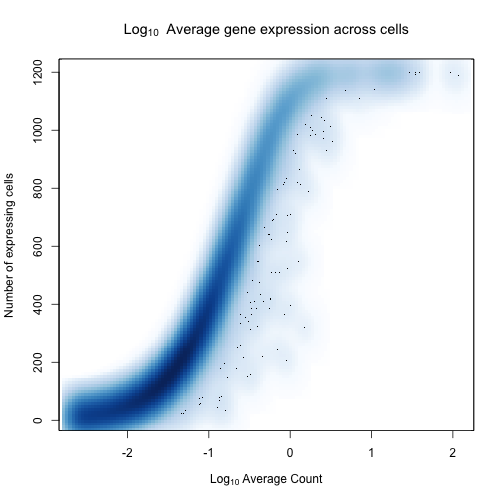 Log₁₀ Average gene expression across cells
Number of expressing cells
1200
1000
800
600
400
200
0
-2 -1 0 1 2
Log₁₀ Average Count